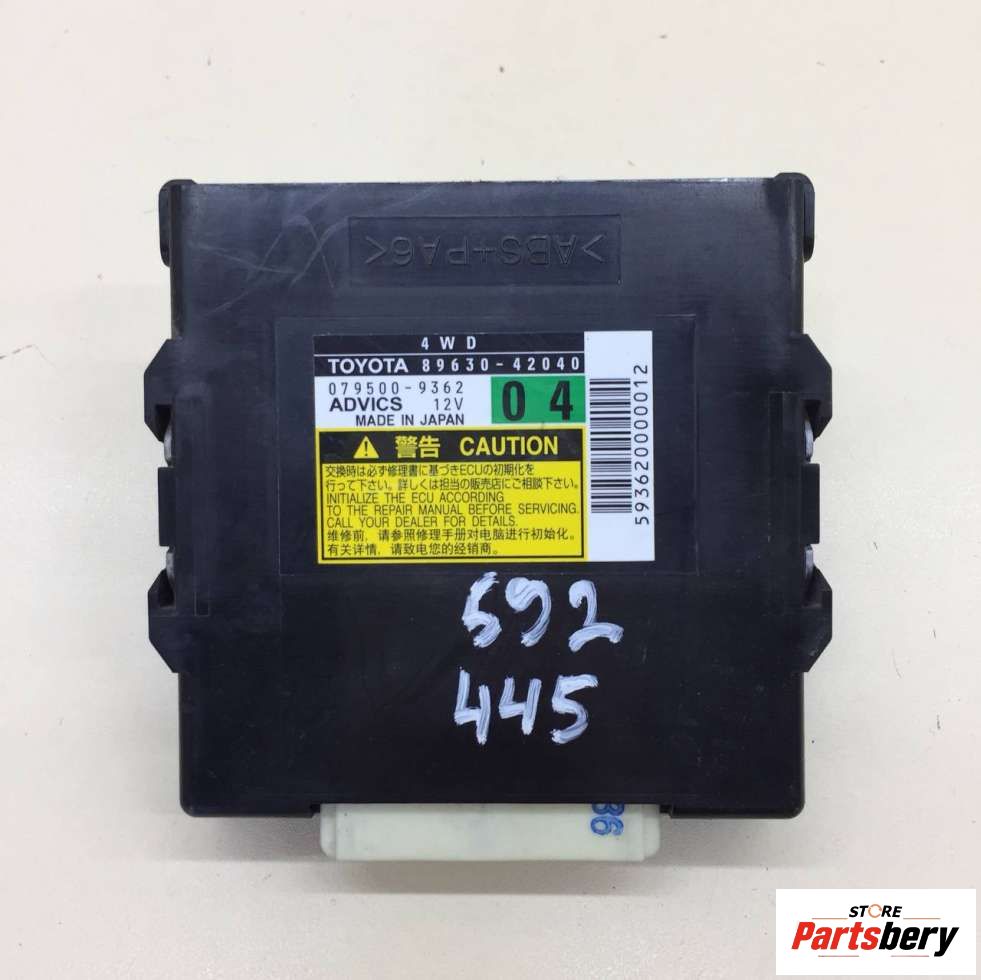 >ABS+PA6<
4WD
TOYOTA 89630-42040
079500-9362
ADVICS 12V
MADE IN JAPAN
04
5936200000012
警告 CAUTION
交換時は必ず修理書に基づきECUの初期化を
行って下さい。詳しくは担当の販売店にご相談下さい。
INITIALIZE THE ECU ACCORDING
TO THE REPAIR MANUAL BEFORE SERVICING.
CALL YOUR DEALER FOR DETAILS.
维修前，请参照修理手册对电脑进行初始化。
有关详情，请致电您的经销商。
592
445
STORE
Partsbery